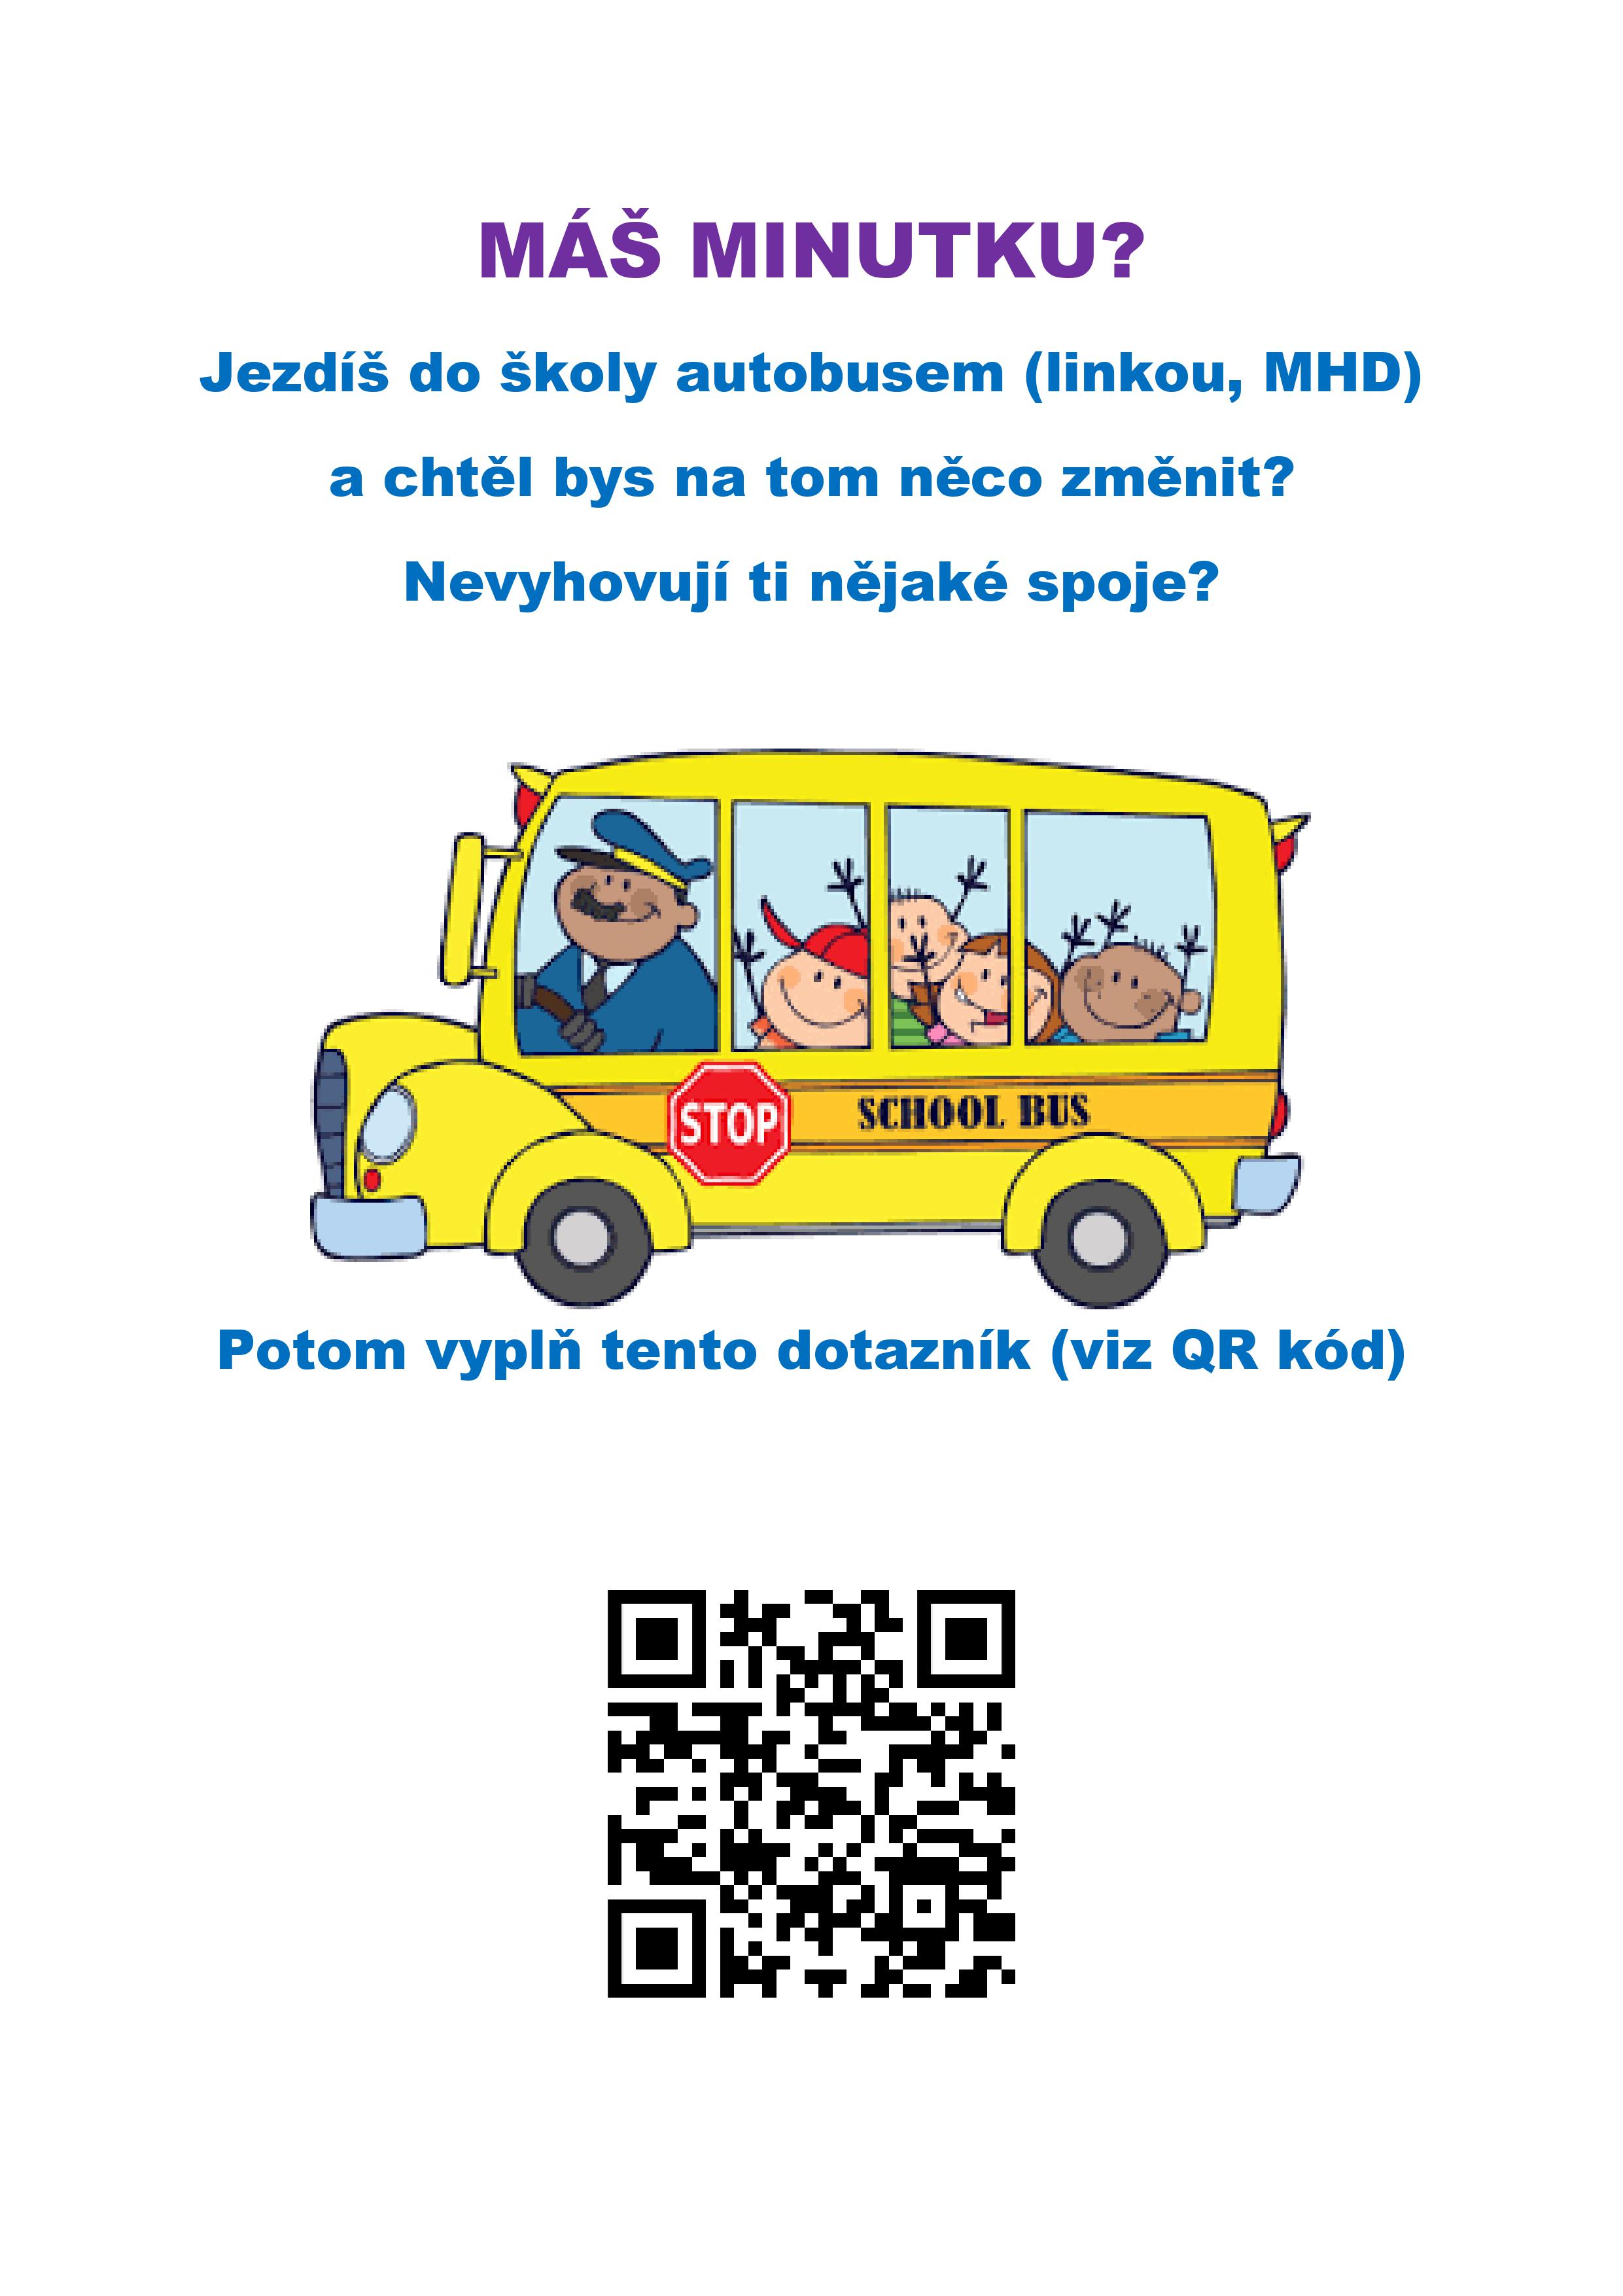 MÁŠ MINUTKU?
Jezdíš do školy autobusem (linkou, MHD)
a chtěl bys na tom něco změnit?
Nevyhovují ti nějaké spoje?
STOP
SCHOOL BUS
Potom vyplň tento dotazník (viz QR kód)